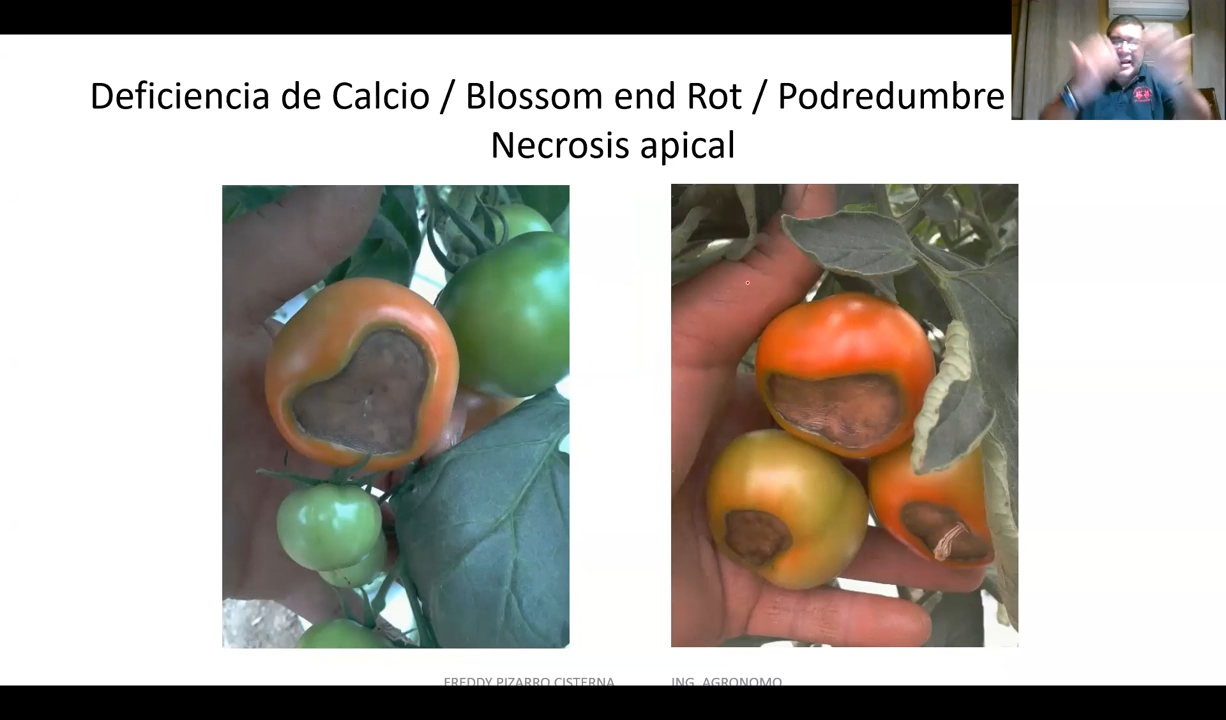 Deficiencia de Calcio / Blossom end Rot / Podredumbre
Necrosis apical
FREDDY PIZARRO CISTERNA ING. AGRONOMO